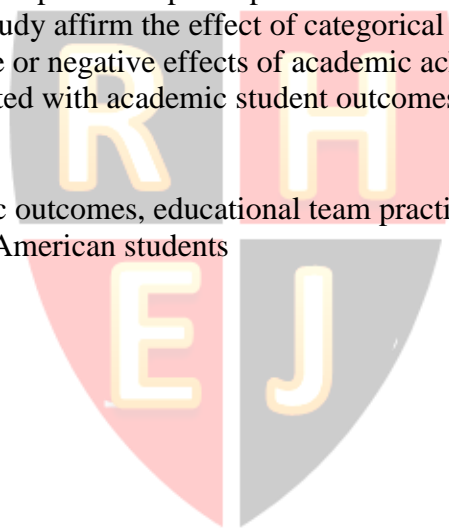 udy affirm the effect of categorical
e or negative effects of academic ac
ted with academic student outcomes
R H
c outcomes, educational team practi
American students
E J